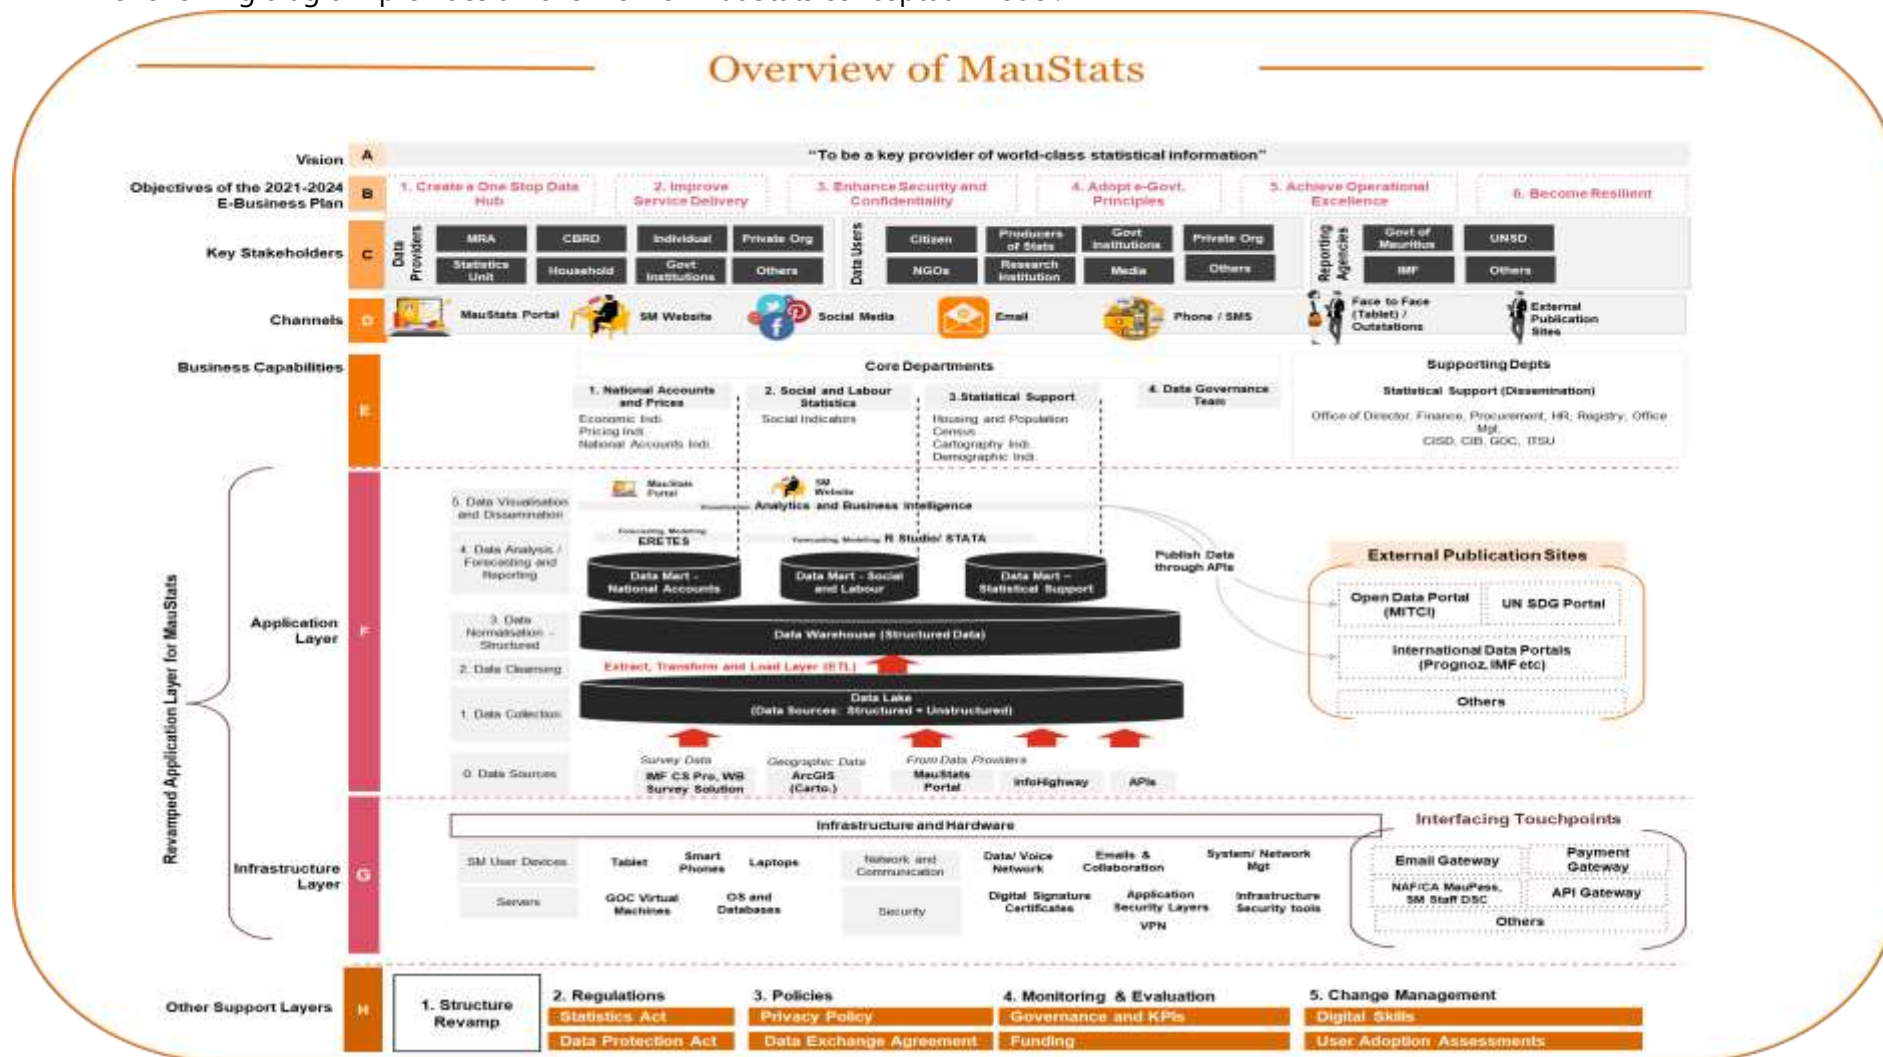 Overview of MauStats
Vision
A
"To be a key provider of world-class statistical information"
Objectives of the 2021-2024
E-Business Plan
B
1. Create a One Stop Data
Hub
2. Improve
Service Delivery
3. Enhance Security and
Confidentiality
4. Adopt e-Govt.
Principles
5. Achieve Operational
Excellence
6. Become Resilient
Key Stakeholders
C
Data
Providers
MRA
CBRD
Individual
Private Org
Statistics
Unit
Household
Govt
Institutions
Others
Data Users
Citizen
Producers
of Stats
Govt
Institutions
Private Org
NGOs
Research
Institution
Media
Others
Reporting
Agencies
Govt of
Mauritius
UNSD
IMF
Others
Channels
D
MauStats Portal
SM Website
Social Media
Email
Phone / SMS
Face to Face
(Tablet) /
Outstations
External
Publication
Sites
Business Capabilities
E
Core Departments
1. National Accounts
and Prices
Economic Indi.
Pricing Indi.
National Accounts Indi.
2. Social and Labour
Statistics
Social Indicators
3.Statistical Support
Housing and Population
Census
Cartography Indi.
Demographic Indi.
4. Data Governance
Team
Supporting Depts
Statistical Support (Dissemination)
Office of Director, Finance, Procurement, HR, Registry, Office
Mgt,
CISD, CIB, GOC, ITSU
Revamped Application Layer for MauStats
Application
Layer
F
5. Data Visualisation
and Dissemination
MauStats
Portal
SM
Website
Visualisation Analytics and Business Intelligence
4. Data Analysis /
Forecasting and
Reporting
Forecasting, Modeling
ERETES
Forecasting, Modeling R Studio/ STATA
Data Mart -
National Accounts
Data Mart - Social
and Labour
Data Mart –
Statistical Support
3. Data
Normalisation -
Structured
Data Warehouse (Structured Data)
2. Data Cleansing
Extract, Transform and Load Layer (ETL)
1. Data Collection
Data Lake
(Data Sources: Structured + Unstructured)
0. Data Sources
Survey Data
IMF CS Pro, WB
Survey Solution
Geographic Data
ArcGIS
(Carto.)
From Data Providers
MauStats
Portal
InfoHighway
APIs
Publish Data
through APIs
External Publication Sites
Open Data Portal
(MITCI)
UN SDG Portal
International Data Portals
(Prognoz, IMF etc)
Others
Infrastructure
Layer
G
Infrastructure and Hardware
SM User Devices
Tablet
Smart
Phones
Laptops
Network and
Communication
Data/ Voice
Network
Emails &
Collaboration
System/ Network
Mgt
Servers
GOC Virtual
Machines
OS and
Databases
Security
Digital Signature
Certificates
Application
Security Layers
VPN
Infrastructure
Security tools
Interfacing Touchpoints
Email Gateway
Payment
Gateway
NAF/CA MauPass,
SM Staff DSC
API Gateway
Others
Other Support Layers
H
1. Structure
Revamp
2. Regulations
Statistics Act
Data Protection Act
3. Policies
Privacy Policy
Data Exchange Agreement
4. Monitoring & Evaluation
Governance and KPIs
Funding
5. Change Management
Digital Skills
User Adoption Assessments